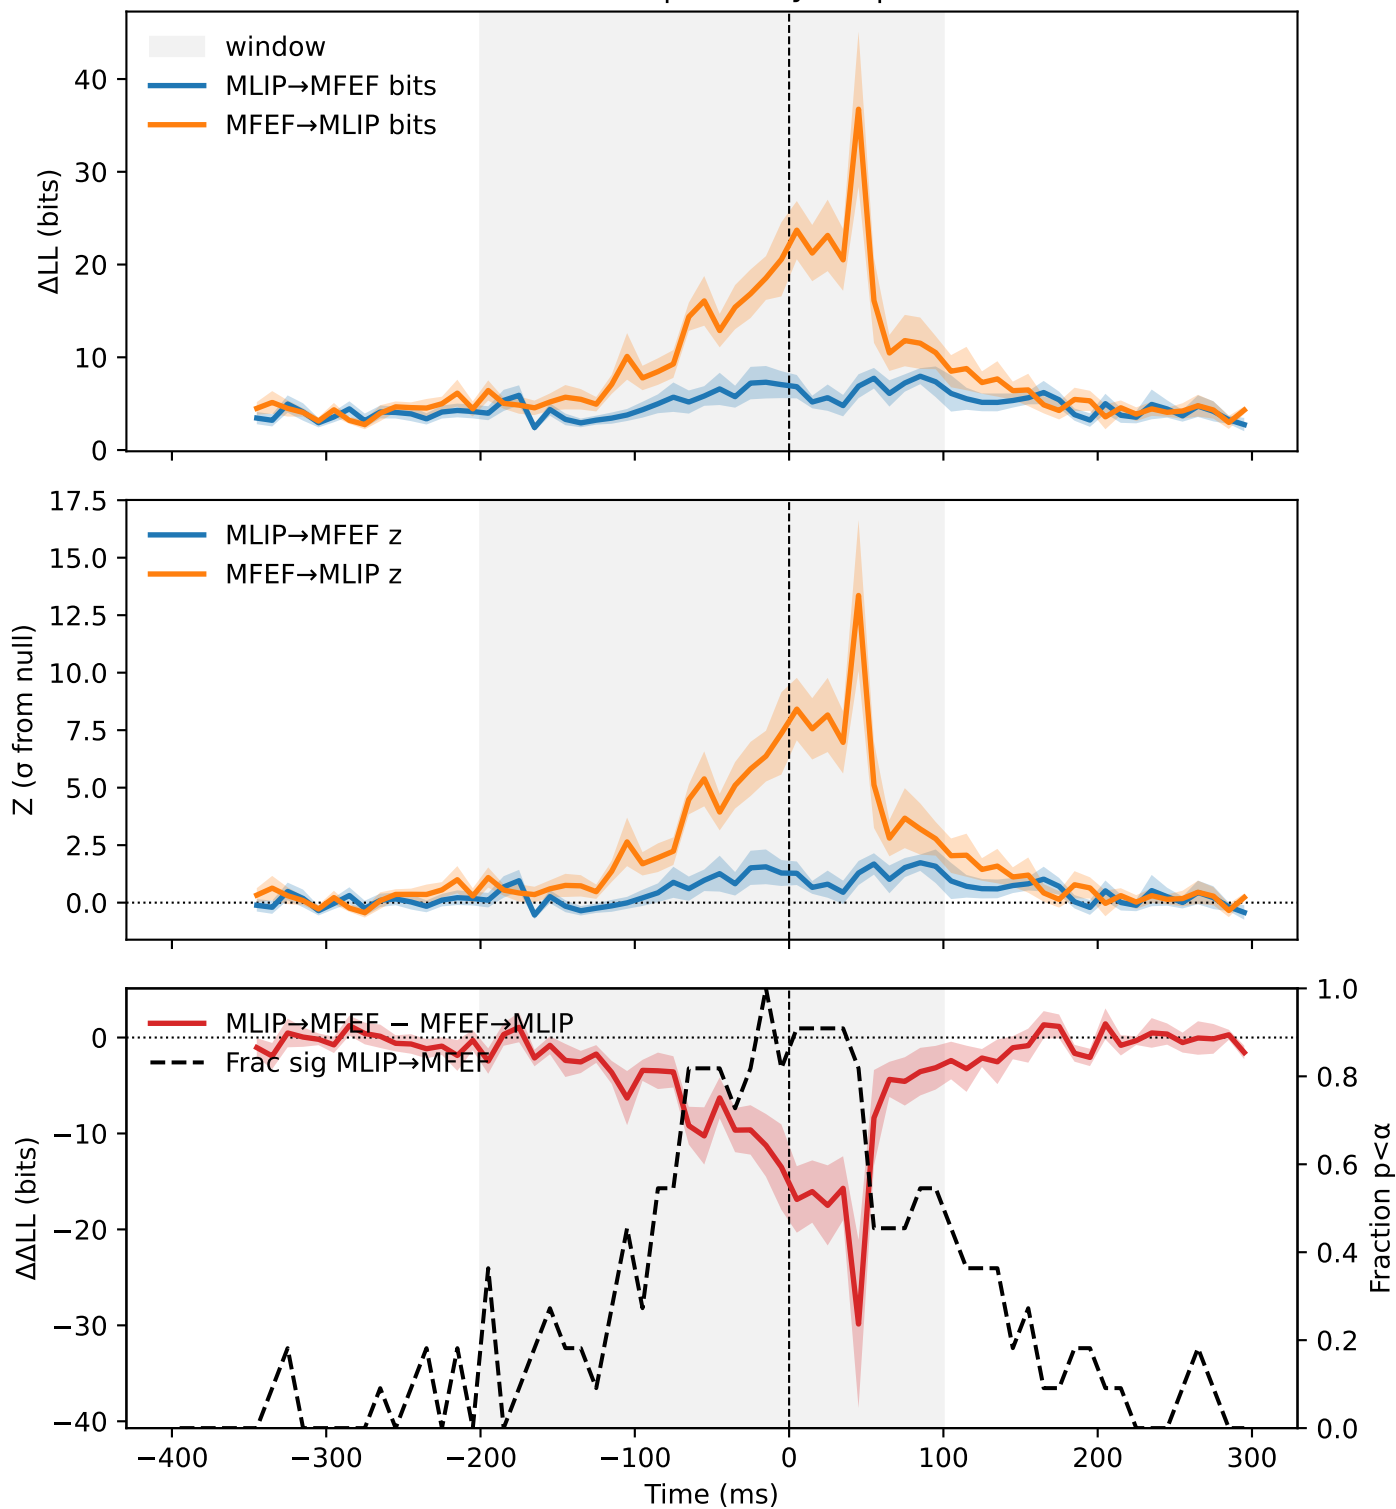 window
MLIP→MFEF bits
MFEF→MLIP bits
ΔLL (bits)
40
30
20
10
0
MLIP→MFEF z
MFEF→MLIP z
Z (σ from null)
17.5
15.0
12.5
10.0
7.5
5.0
2.5
0.0
MLIP→MFEF − MFEF→MLIP
Frac sig MLIP→MFEF
ΔΔLL (bits)
0
−10
−20
−30
−40
1.0
0.8
0.6
0.4
0.2
0.0
Fraction p<α
−400 −300 −200 −100 0 100 200 300
Time (ms)